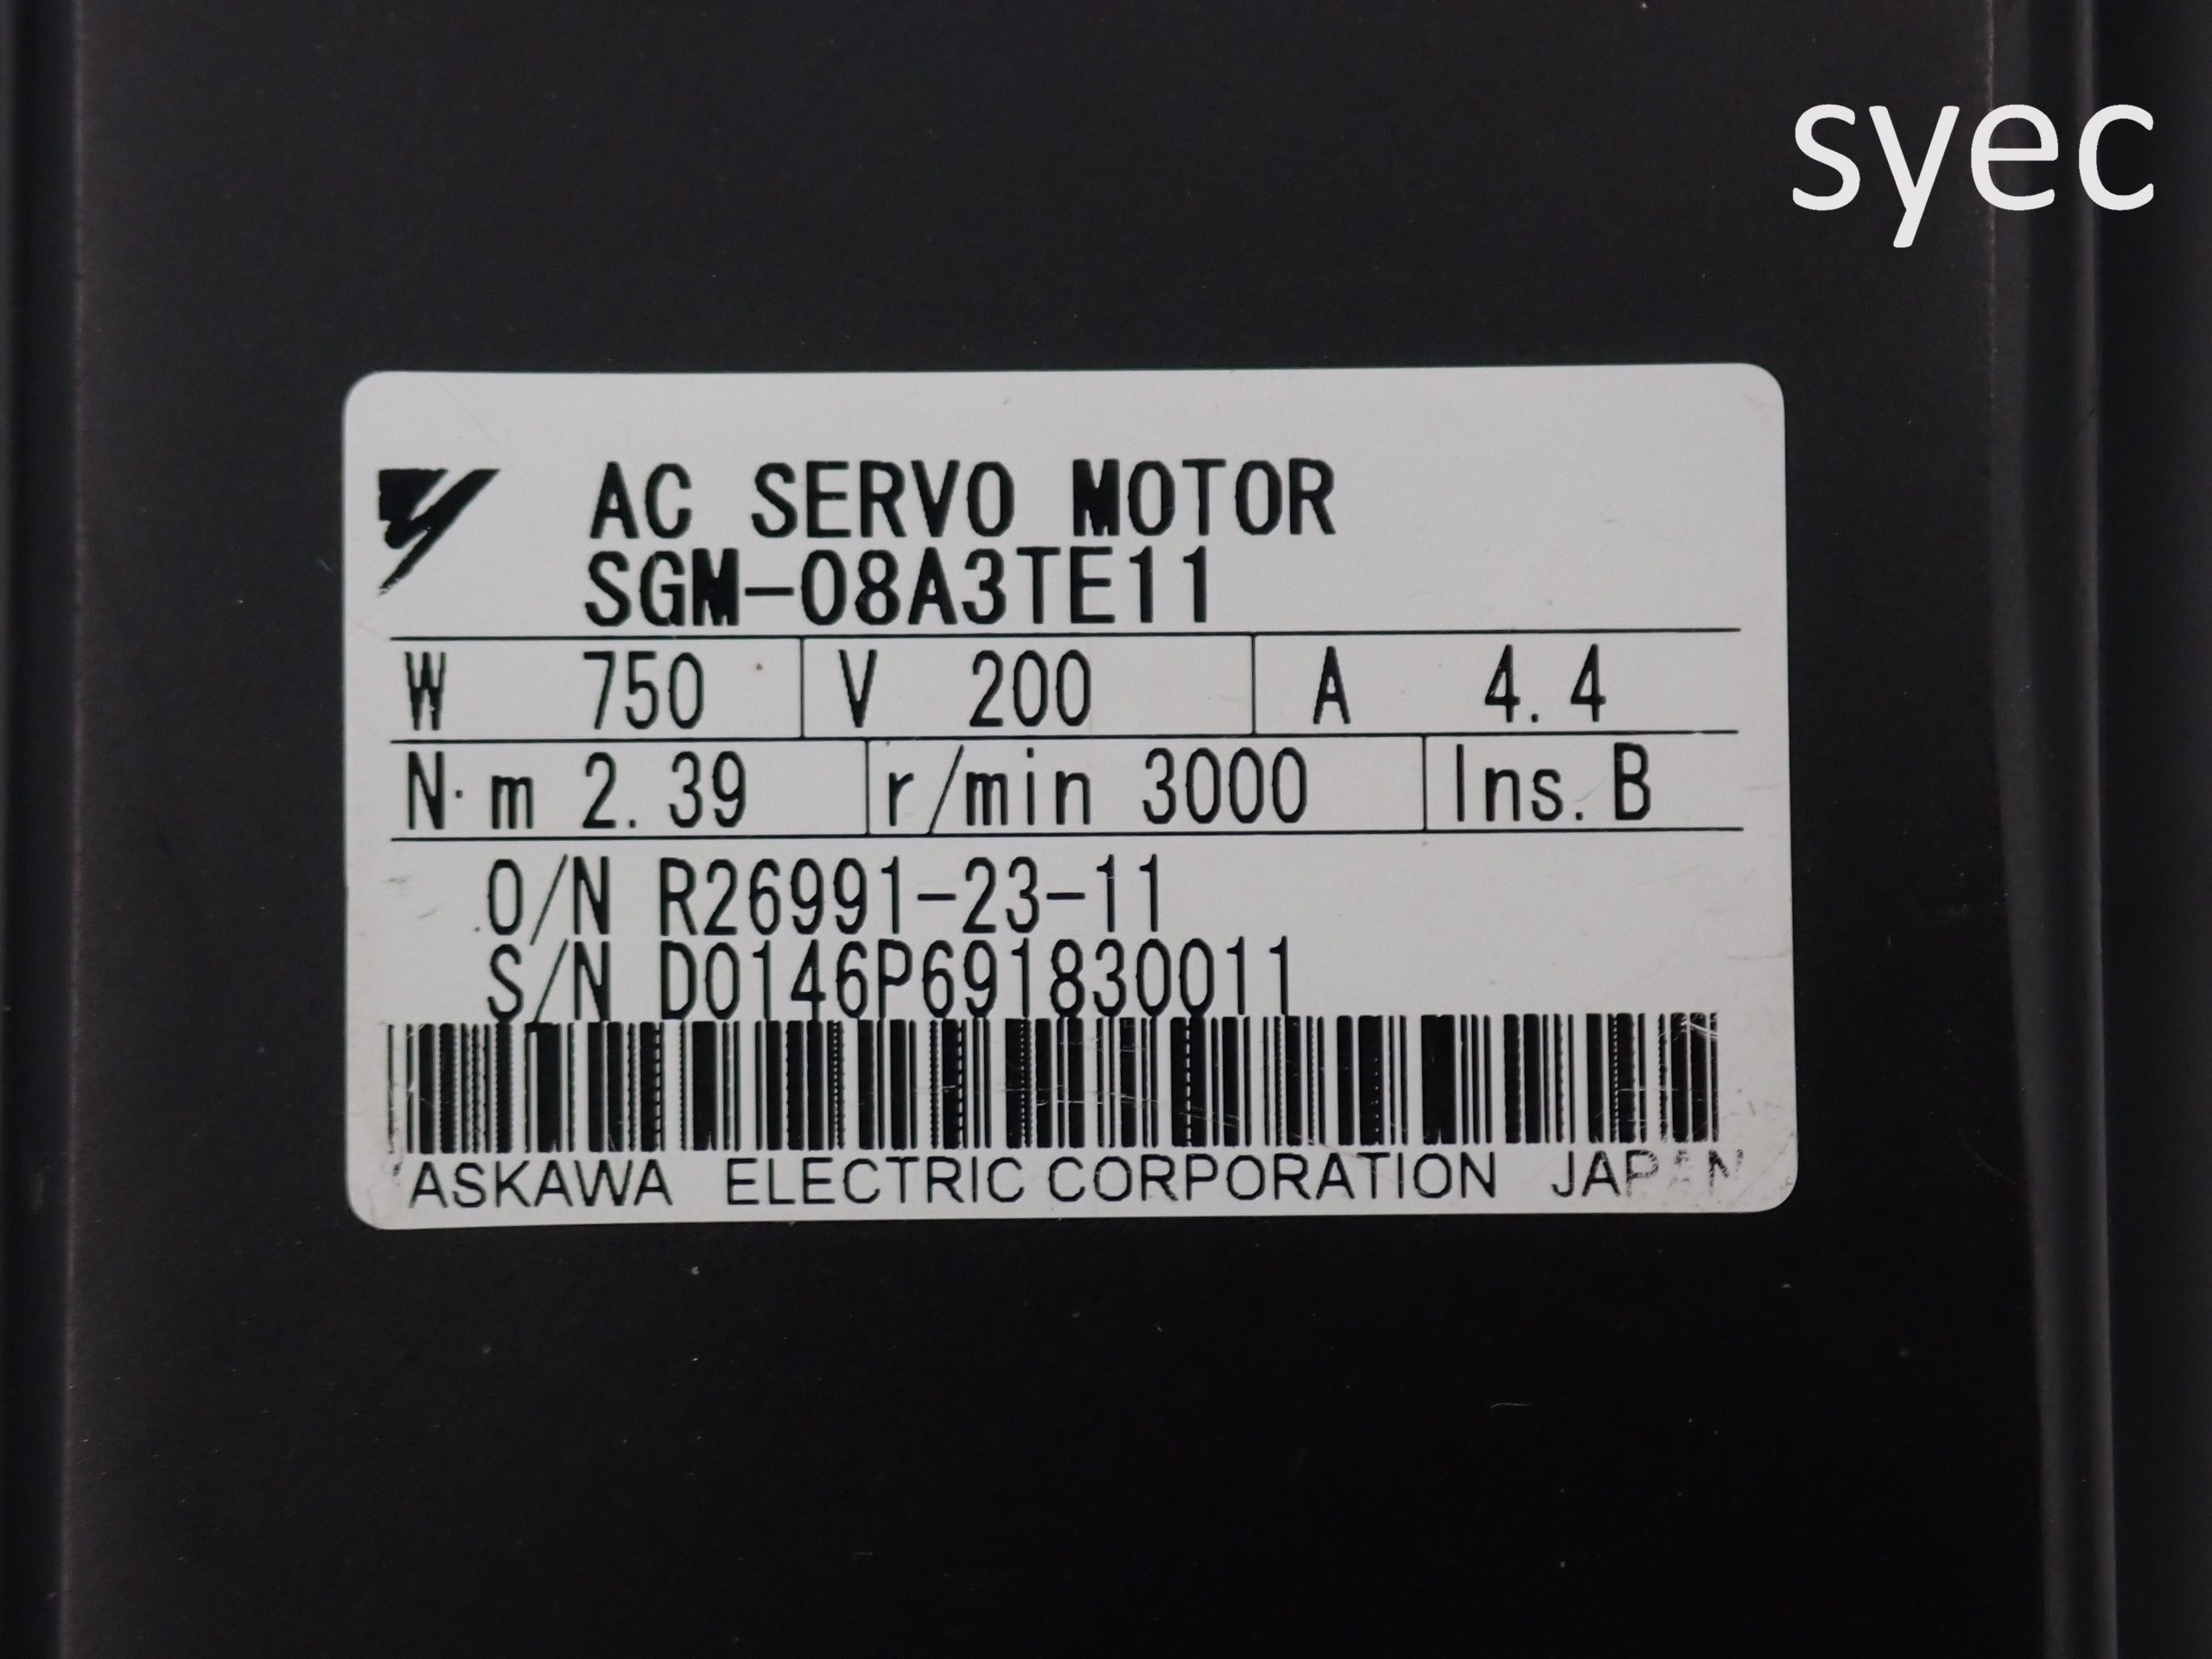 syec
AC SERVO MOTOR
SGM-08A3TE11
W 750 V 200 A 4.4
N·m 2.39 r/min 3000 Ins. B
O/N R26991-23-11
S/N D0146P691830011
ASKAWA ELECTRIC CORPORATION JAPAN